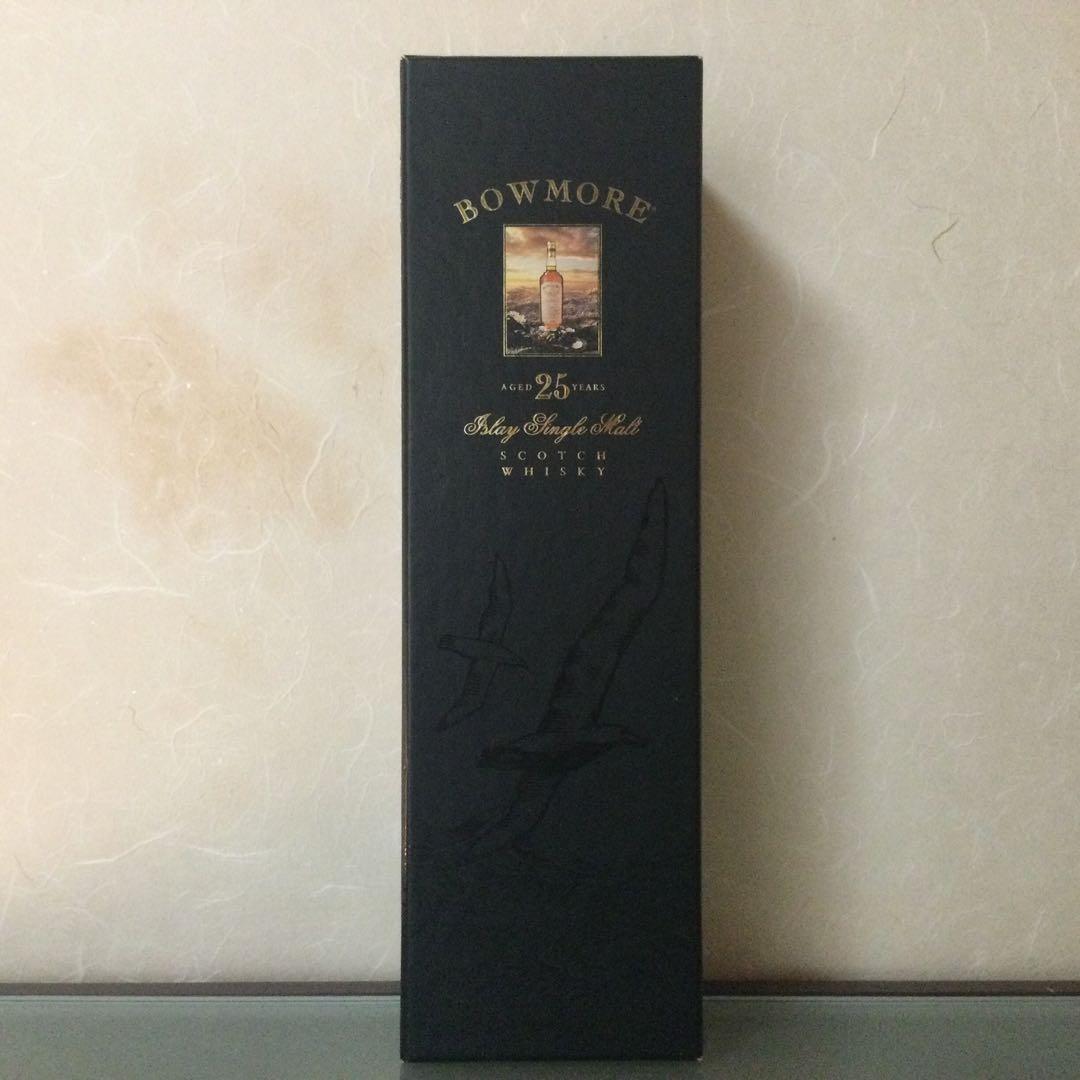 BOWMORE®
AGED 25 YEARS
Islay Single Malt
SCOTCH
WHISKY